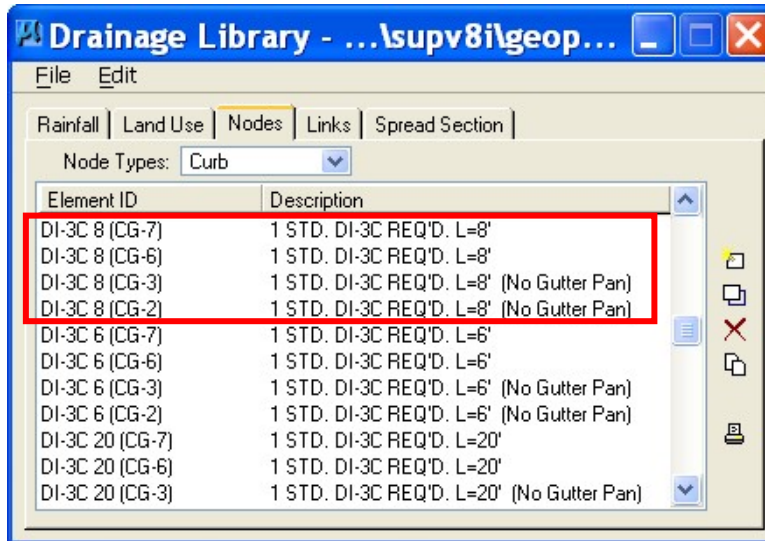 Drainage Library - ...\supv8i\geop...
File Edit
Rainfall Land Use Nodes Links Spread Section
Node Types: Curb
Element ID Description
DI-3C 8 (CG-7) 1 STD. DI-3C REQ'D. L=8'
DI-3C 8 (CG-6) 1 STD. DI-3C REQ'D. L=8'
DI-3C 8 (CG-3) 1 STD. DI-3C REQ'D. L=8' (No Gutter Pan)
DI-3C 8 (CG-2) 1 STD. DI-3C REQ'D. L=8' (No Gutter Pan)
DI-3C 6 (CG-7) 1 STD. DI-3C REQ'D. L=6'
DI-3C 6 (CG-6) 1 STD. DI-3C REQ'D. L=6'
DI-3C 6 (CG-3) 1 STD. DI-3C REQ'D. L=6' (No Gutter Pan)
DI-3C 6 (CG-2) 1 STD. DI-3C REQ'D. L=6' (No Gutter Pan)
DI-3C 20 (CG-7) 1 STD. DI-3C REQ'D. L=20'
DI-3C 20 (CG-6) 1 STD. DI-3C REQ'D. L=20'
DI-3C 20 (CG-3) 1 STD. DI-3C REQ'D. L=20' (No Gutter Pan)